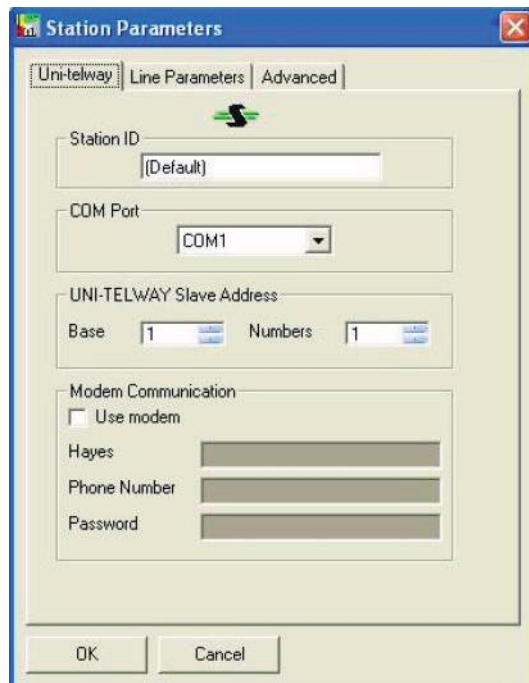 Station Parameters
Uni-telway Line Parameters Advanced
Station ID
(Default)
COM Port
COM1
UNI-TELWAY Slave Address
Base 1 Numbers 1
Modem Communication
Use modem
Hayes
Phone Number
Password
OK Cancel